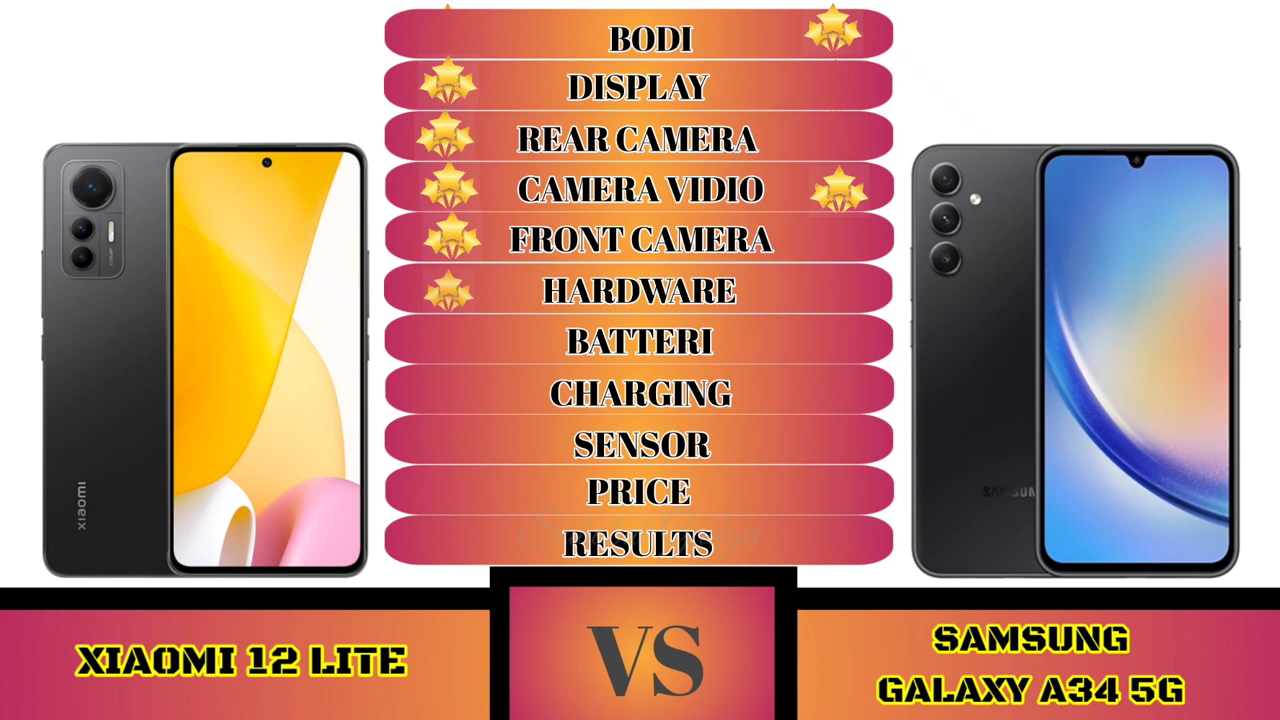 BODI
DISPLAY
REAR CAMERA
CAMERA VIDIO
FRONT CAMERA
HARDWARE
BATTERI
CHARGING
SENSOR
PRICE
RESULTS
xiaomi
VS
XIAOMI 12 LITE
SAMSUNG
GALAXY A34 5G